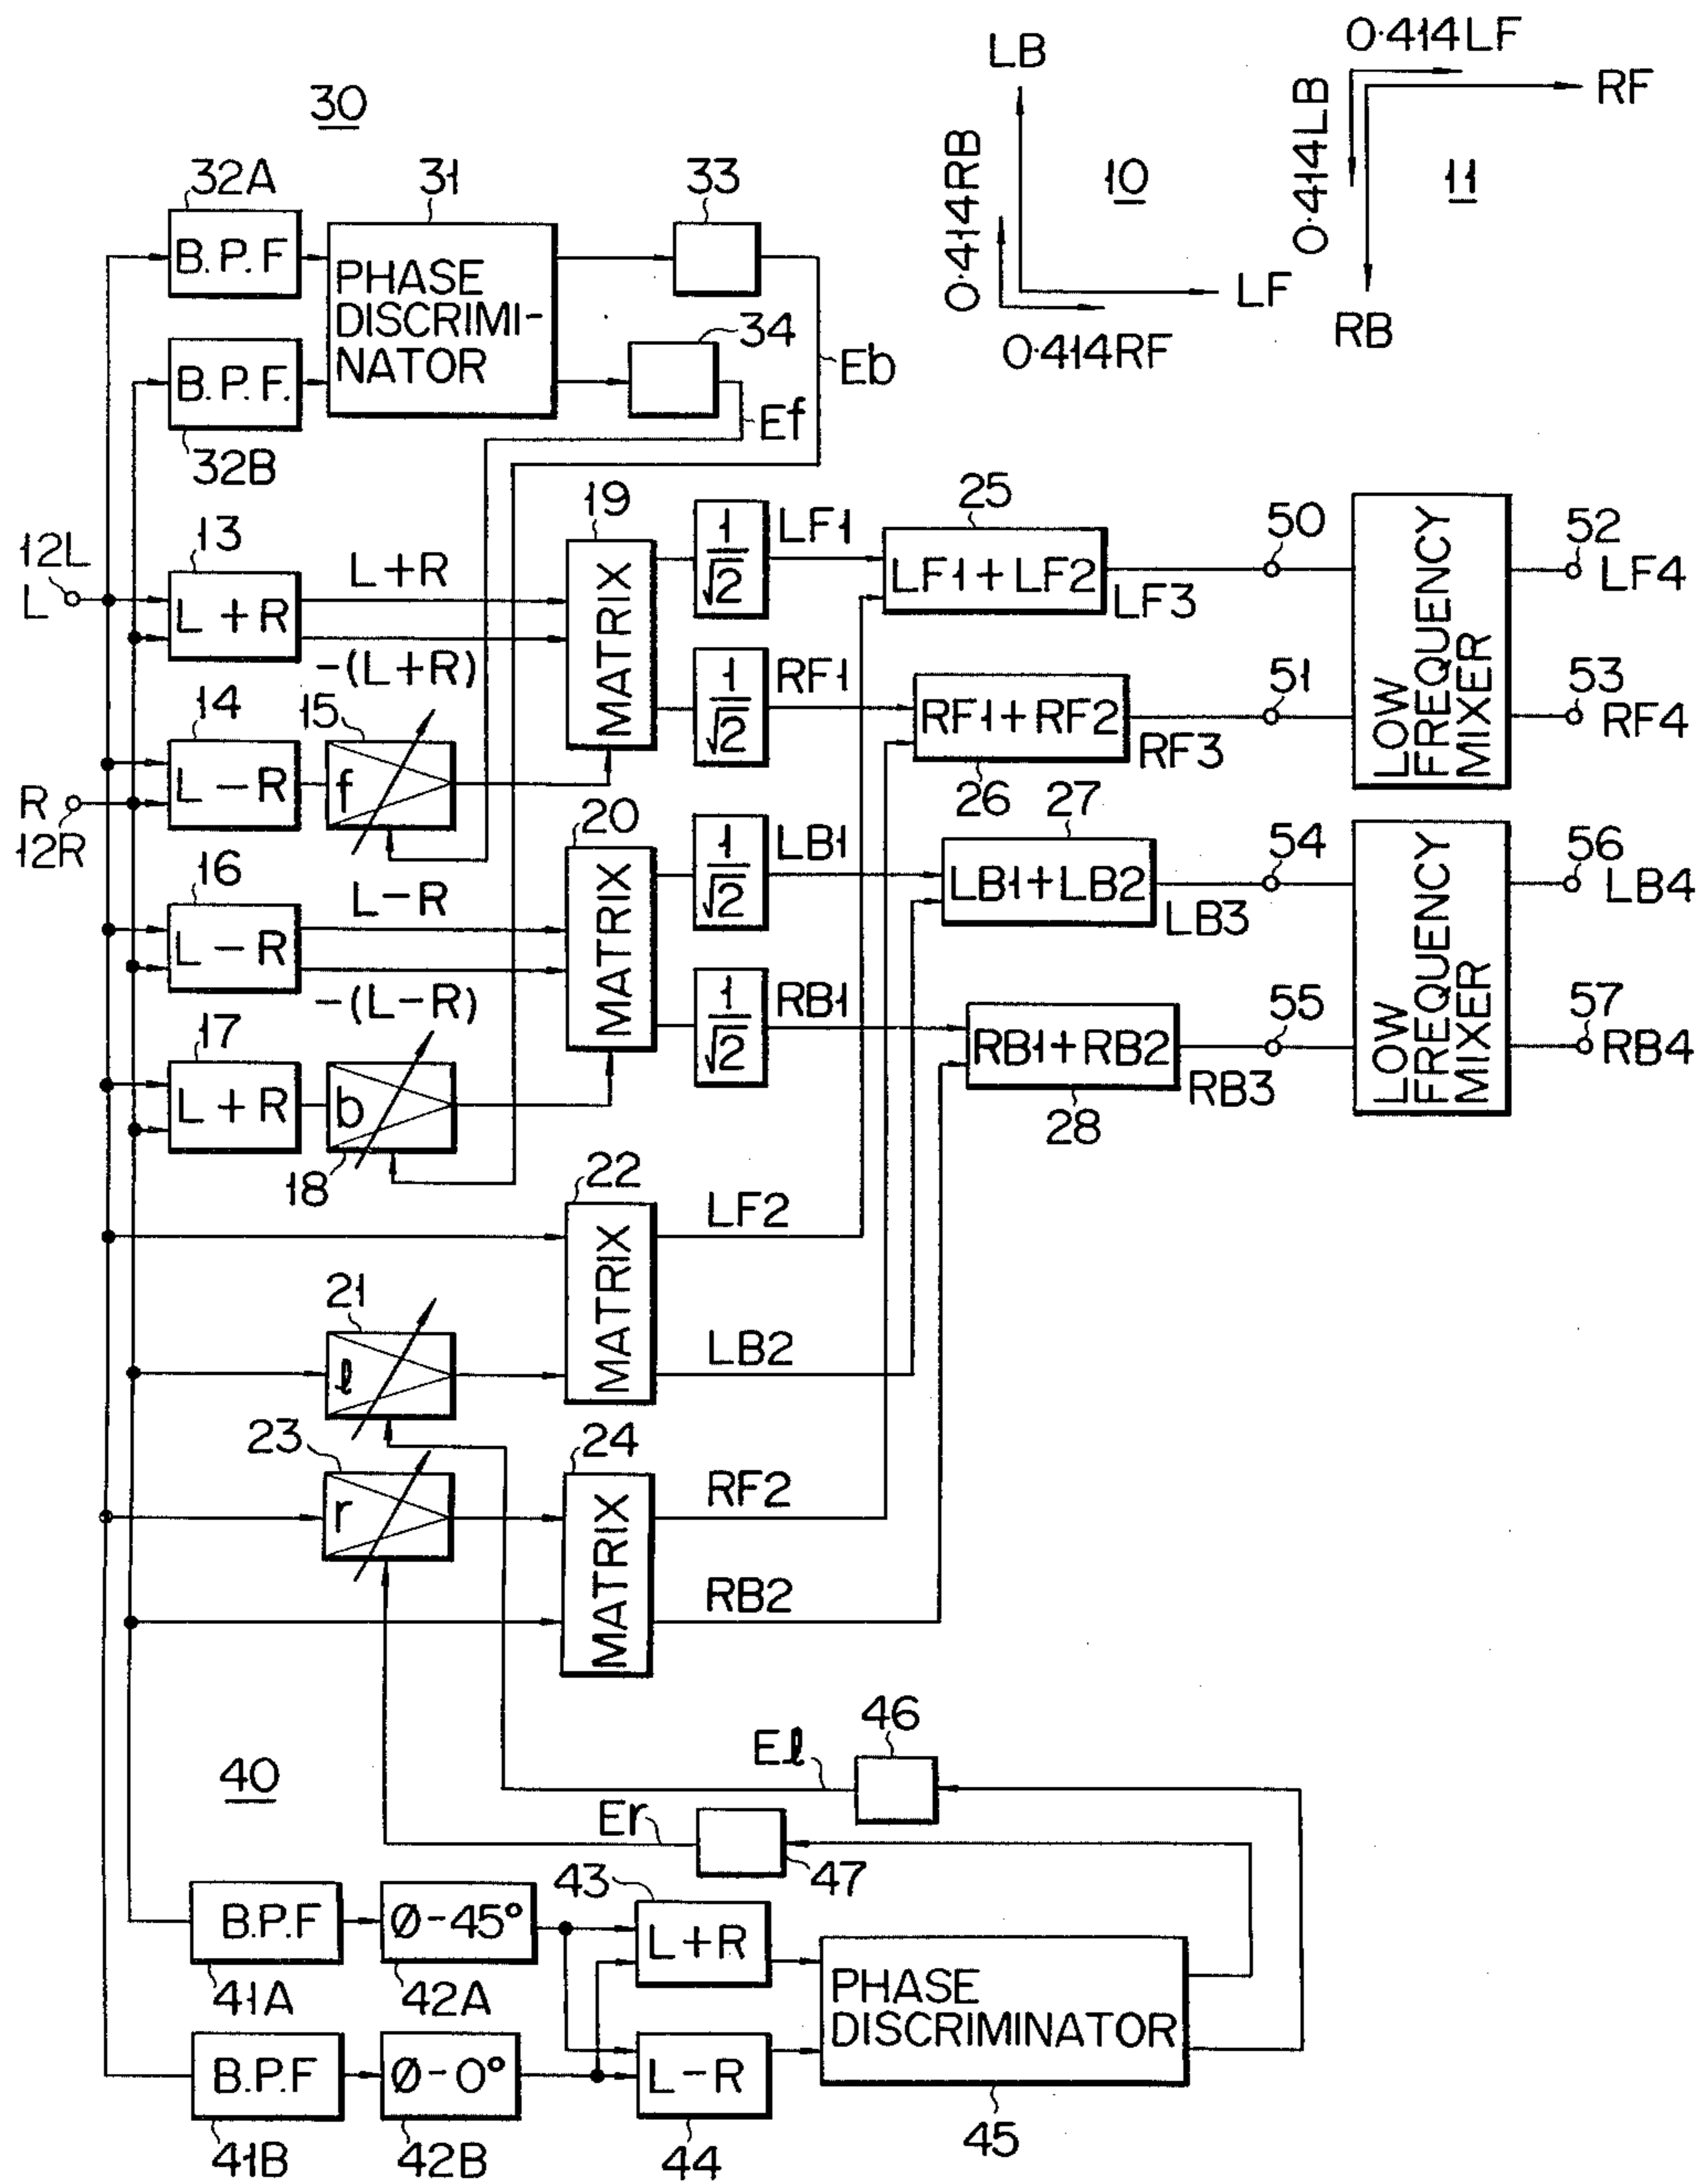 30
LB
0.414RB
10
LF
0.414RF
0.414LF
RF
0.414LB
11
RB
32A
B.P.F
31
PHASE
DISCRIMI-
NATOR
33
34
Eb
Ef
B.P.F.
32B
12L
L
13
L+R
L+R
-(L+R)
19
MATRIX
1
√2
LF1
25
LF1+LF2
LF3
50
LOW
FREQUENCY
MIXER
52
LF4
14
L-R
15
f
1
√2
RF1
RF1+RF2
26
RF3
51
53
RF4
R
12R
16
L-R
L-R
-(L-R)
20
MATRIX
1
√2
LB1
27
LB1+LB2
LB3
54
LOW
FREQUENCY
MIXER
56
LB4
17
L+R
b
18
1
√2
RB1
RB1+RB2
28
RB3
55
57
RB4
22
MATRIX
LF2
LB2
21
ℓ
23
r
24
MATRIX
RF2
RB2
40
46
Eℓ
47
Er
B.P.F
41A
Ø-45°
42A
43
L+R
PHASE
DISCRIMINATOR
45
B.P.F
41B
Ø-0°
42B
L-R
44